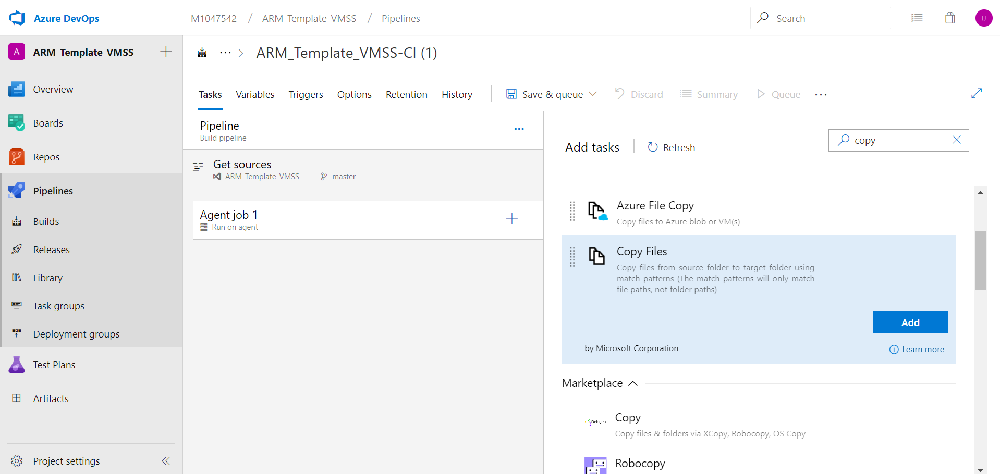 Azure DevOps
M1047542 / ARM_Template_VMSS / Pipelines
Search
IJ
A ARM_Template_VMSS
ARM_Template_VMSS-CI (1)
Overview
Boards
Repos
Pipelines
Builds
Releases
Library
Task groups
Deployment groups
Test Plans
Artifacts
Project settings
Tasks Variables Triggers Options Retention History Save & queue Discard Summary Queue
Pipeline
Build pipeline
Get sources
ARM_Template_VMSS master
Agent job 1
Run on agent
Add tasks Refresh
copy
Azure File Copy
Copy files to Azure blob or VM(s)
Copy Files
Copy files from source folder to target folder using
match patterns (The match patterns will only match
file paths, not folder paths)
Add
by Microsoft Corporation
Learn more
Marketplace
Delegen
Copy
Copy files & folders via XCopy, Robocopy, OS Copy
Robocopy